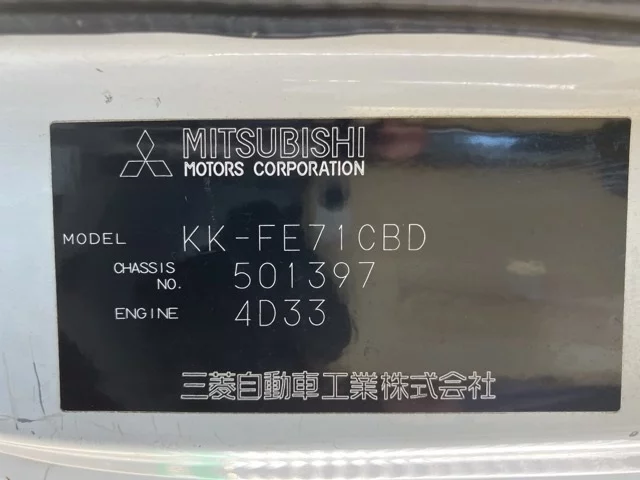 MITSUBISHI
MOTORS CORPORATION
MODEL KK-FE71CBD
CHASSIS NO. 501397
ENGINE 4D33
三菱自動車工業株式会社